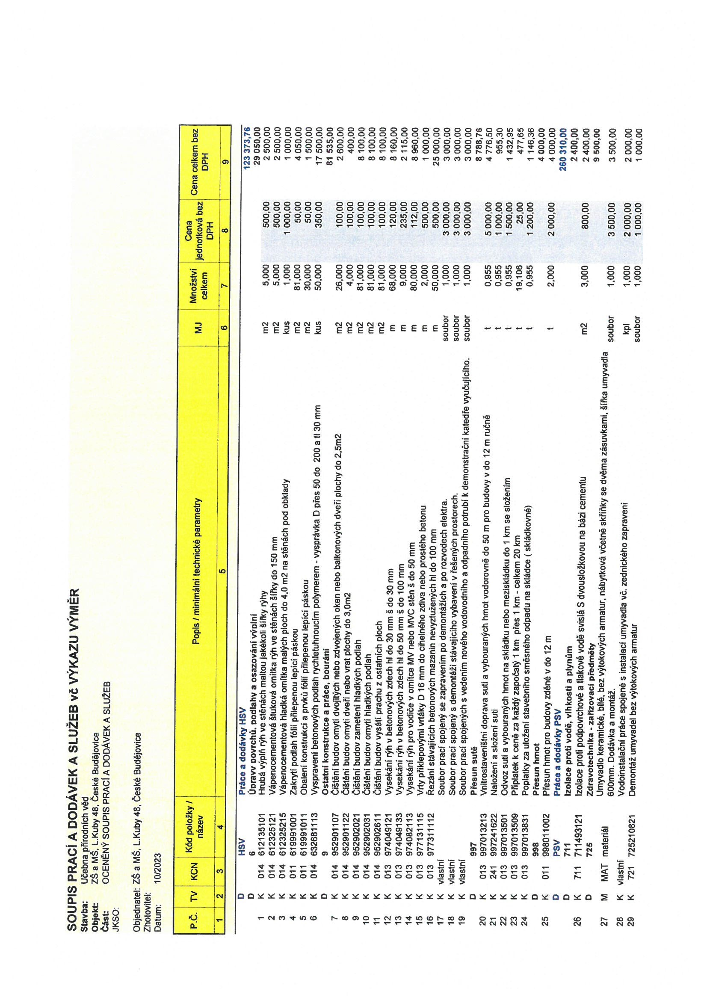 SOUPIS PRACÍ A DODÁVEK A SLUŽEB vč VÝKAZU VÝMĚR
Stavba: Učebna přírodních věd
Objekt: ZŠ a MŠ, L.Kuby 48, České Budějovice
Část: OCENĚNÝ SOUPIS PRACÍ A DODÁVEK A SLUŽEB
JKSO:
Objednatel: ZŠ a MŠ, L.Kuby 48, České Budějovice
Zhotovitel:
Datum: 10/2023
P.Č. TV KCN Kód položky / název Popis / minimální technické parametry MJ Množství celkem Cena jednotková bez DPH Cena celkem bez DPH
1 2 3 4 5 6 7 8 9
D HSV Práce a dodávky HSV 123 373,76
D 6 Úpravy povrchů, podlahy a osazování výplní 29 050,00
1 K 014 612135101 Hrubá výplň rýh ve stěnách maltou jakékoli šířky rýhy m2 5,000 500,00 2 500,00
2 K 014 612325121 Vápenocementová štuková omítka rýh ve stěnách šířky do 150 mm m2 5,000 500,00 2 500,00
3 K 014 612325215 Vápencementová hladká omítka malých ploch do 4,0 m2 na stěnách pod obklady kus 1,000 1 000,00 1 000,00
4 K 011 619991001 Zakrytí podlah fólií přilepenou lepící páskou m2 81,000 50,00 4 050,00
5 K 011 619991011 Obalení konstrukcí a prvků fólií přilepenou lepící páskou m2 30,000 50,00 1 500,00
6 K 014 632681113 Vyspravení betonových podlah rychletuhnoucím polymerem - vysprávka D přes 50 do 200 a tl 30 mm kus 50,000 350,00 17 500,00
D 9 Ostatní konstrukce a práce, bourání 81 535,00
7 K 014 952901107 Čištění budov omytí dvojitých nebo zdvojených oken nebo balkonových dveří plochy do 2,5m2 m2 26,000 100,00 2 600,00
8 K 014 952901122 Čištění budov omytí dveří nebo vrat plochy do 3,0m2 m2 4,000 100,00 400,00
9 K 014 952902021 Čištění budov zametení hladkých podlah m2 81,000 100,00 8 100,00
10 K 014 952902031 Čištění budov omytí hladkých podlah m2 81,000 100,00 8 100,00
11 K 014 952902611 Čištění budov vysátí prachu z ostatních ploch m2 81,000 100,00 8 100,00
12 K 013 974049121 Vysekání rýh v betonových zdech hl do 30 mm š do 30 mm m 68,000 120,00 8 160,00
13 K 013 974049133 Vysekání rýh v betonových zdech hl do 50 mm š do 100 mm m 9,000 235,00 2 115,00
14 K 013 974082113 Vysekání rýh pro vodiče v omítce MV nebo MVC stěn š do 50 mm m 80,000 112,00 8 960,00
15 K 013 977131115 Vrty příklepovými vrtáky D 16 mm do cihelného zdiva nebo prostého betonu m 2,000 500,00 1 000,00
16 K 013 977311112 Řezání stávajících betonových mazanin nevyztužených hl do 100 mm m 50,000 500,00 25 000,00
17 K vlastní Soubor prací spojený se zapravením po demontážích a po rozvodech elektra. soubor 1,000 3 000,00 3 000,00
18 K vlastní Soubor prací spojený s demontáží stávajícího vybavení v řešených prostorech. soubor 1,000 3 000,00 3 000,00
19 K vlastní Soubor prací spojených s vedením nového vodovodního a odpadního potrubí k demonstrační katedře vyučujícího. soubor 1,000 3 000,00 3 000,00
D 997 Přesun sutě 8 788,76
20 K 013 997013213 Vnitrostaveništní doprava suti a vybouraných hmot vodorovně do 50 m pro budovy v do 12 m ručně t 0,955 5 000,00 4 776,50
21 K 241 997241622 Naložení a složení suti t 0,955 1 000,00 955,30
22 K 013 997013501 Odvoz suti a vybouraných hmot na skládku nebo meziskládku do 1 km se složením t 0,955 1 500,00 1 432,95
23 K 013 997013509 Příplatek k ceně za každý započatý 1 km přes 1 km - celkem 20 km t 19,106 25,00 477,65
24 K 013 997013831 Poplatky za uložení stavebního směsného odpadu na skládce ( skládkovné) t 0,955 1 200,00 1 146,36
D 998 Přesun hmot 4 000,00
25 K 011 998011002 Přesun hmot pro budovy zděné v do 12 m t 2,000 2 000,00 4 000,00
D PSV Práce a dodávky PSV 260 310,00
D 711 Izolace proti vodě, vlhkosti a plynům 2 400,00
26 K 711 711493121 Izolace proti podpovrchové a tlakové vodě svislá S dvousložkovou na bázi cementu m2 3,000 800,00 2 400,00
D 725 Zdravotechnika - zařizovací předměty 9 500,00
27 M MAT materiál Umyvadlo keramické, bílé, bez výtokových armatur, nábytková včetně skříňky se dvěma zásuvkami, šířka umyvadla
600mm. Dodávka a montáž. soubor 1,000 3 500,00 3 500,00
28 K vlastní Vodoinstalační práce spojené s instalací umyvadla vč. zednického zapravení kpl 1,000 2 000,00 2 000,00
29 K 721 725210821 Demontáž umyvadel bez výtokových armatur soubor 1,000 1 000,00 1 000,00